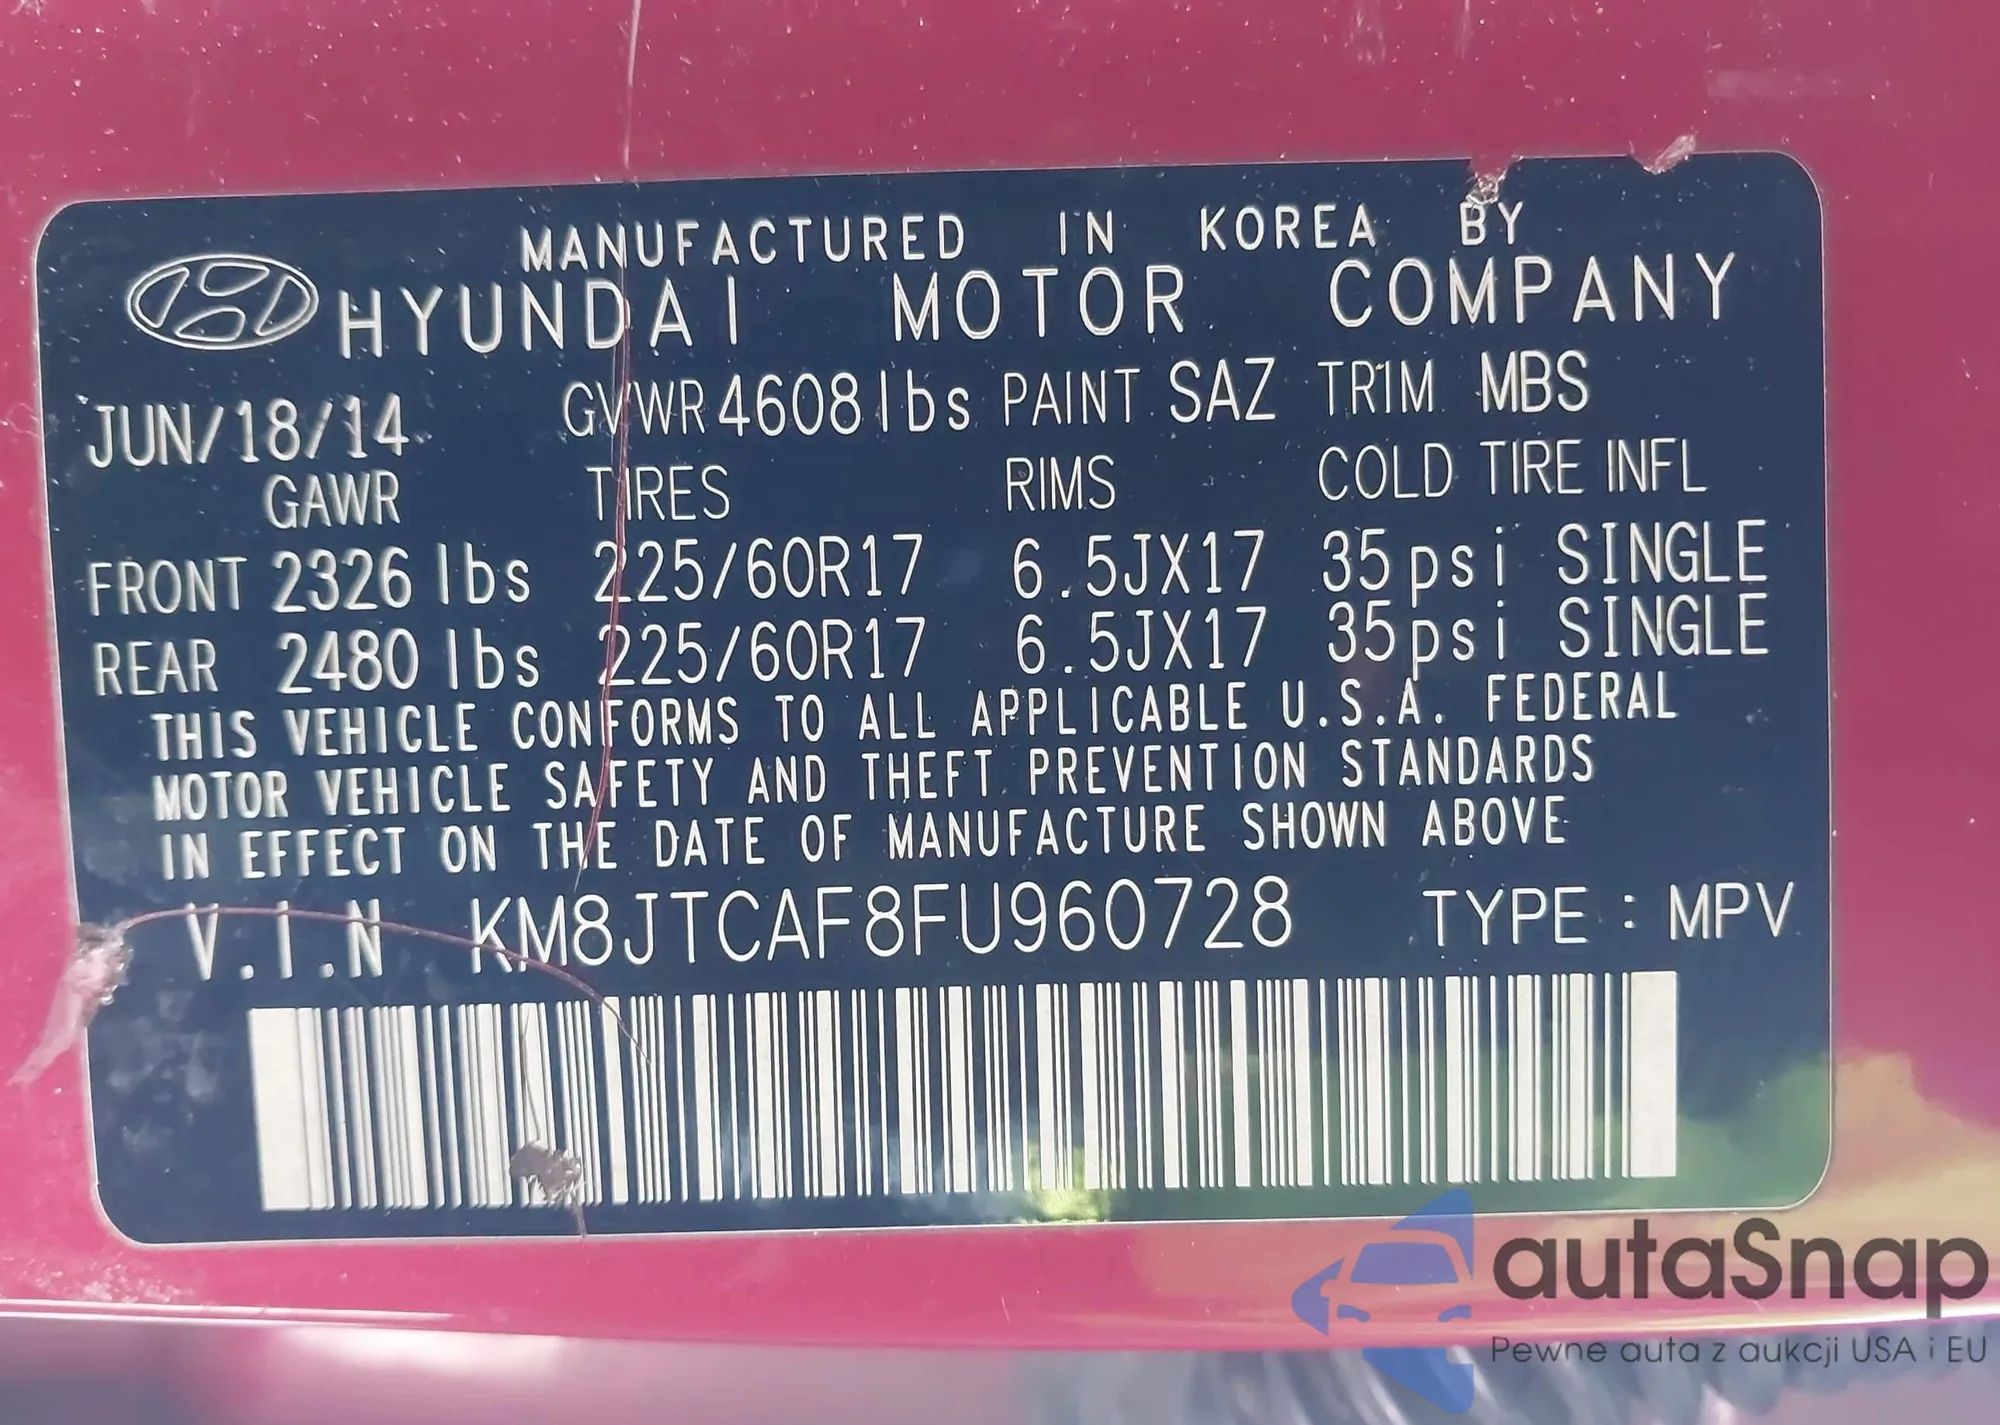 MANUFACTURED IN KOREA BY
HYUNDAI MOTOR COMPANY
JUN/18/14 GVWR 4608 lbs PAINT SAZ TRIM MBS
GAWR TIRES RIMS COLD TIRE INFL
FRONT 2326 lbs 225/60R17 6.5JX17 35psi SINGLE
REAR 2480 lbs 225/60R17 6.5JX17 35psi SINGLE
THIS VEHICLE CONFORMS TO ALL APPLICABLE U.S.A. FEDERAL
MOTOR VEHICLE SAFETY AND THEFT PREVENTION STANDARDS
IN EFFECT ON THE DATE OF MANUFACTURE SHOWN ABOVE
V.I.N KM8JTCAF8FU960728 TYPE : MPV
autaSnap
Pewne auta z aukcji USA i EU